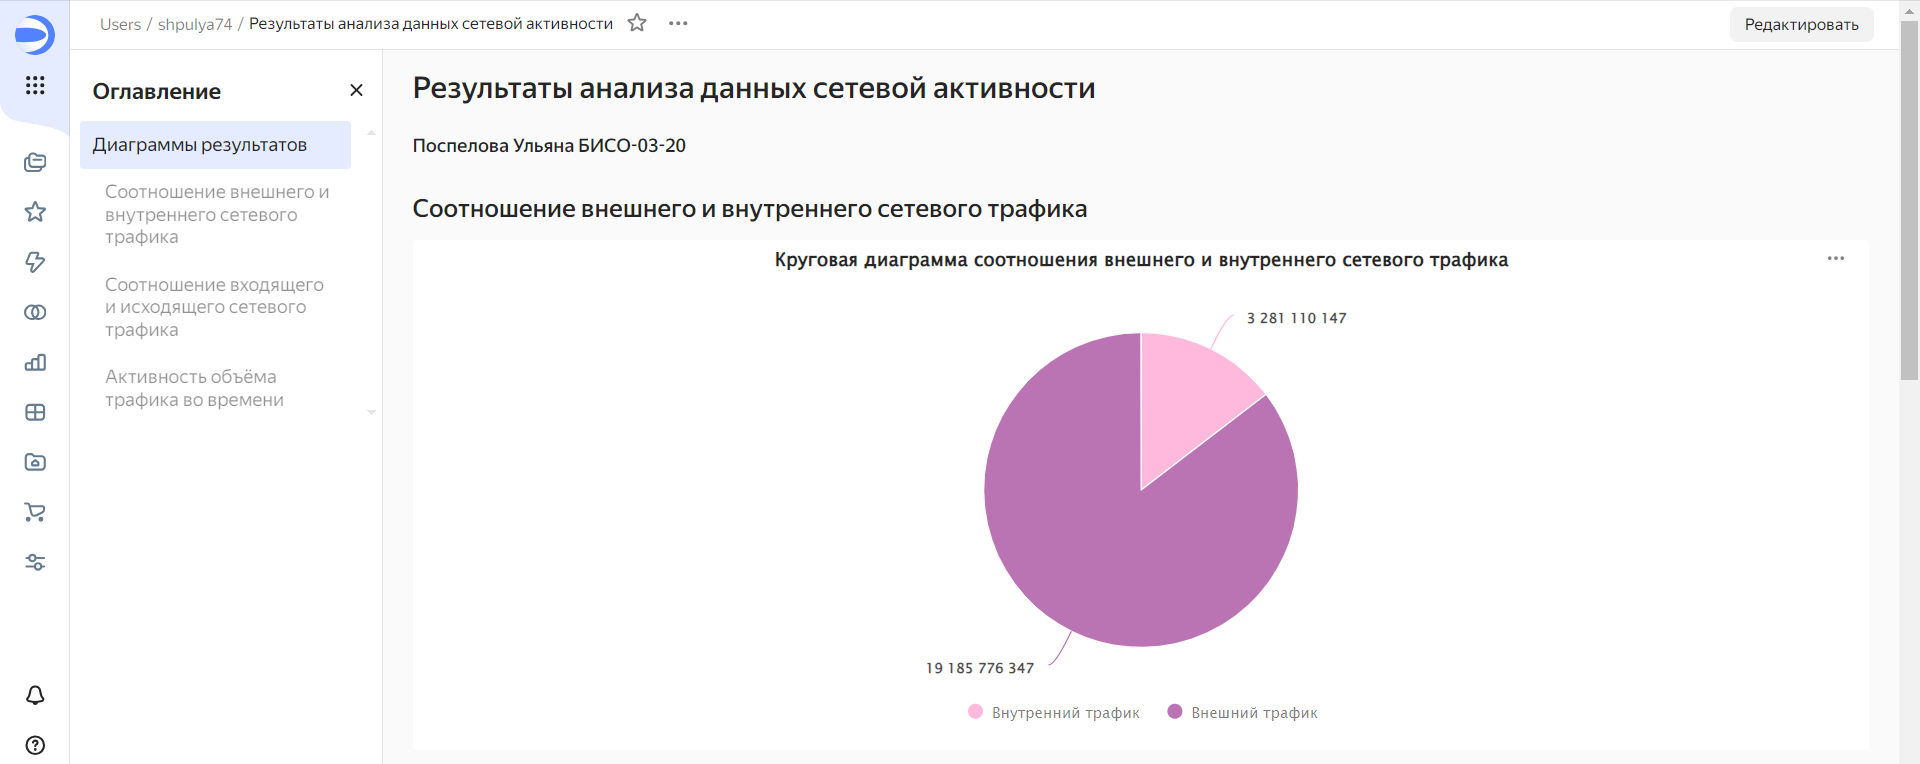 Users / shpulya74 / Результаты анализа данных сетевой активности
Редактировать
Оглавление
Диаграммы результатов
Соотношение внешнего и
внутреннего сетевого
трафика
Соотношение входящего
и исходящего сетевого
трафика
Активность объёма
трафика во времени
Результаты анализа данных сетевой активности
Поспелова Ульяна БИСО-03-20
Соотношение внешнего и внутреннего сетевого трафика
Круговая диаграмма соотношения внешнего и внутреннего сетевого трафика
3 281 110 147
19 185 776 347
Внутренний трафик
Внешний трафик